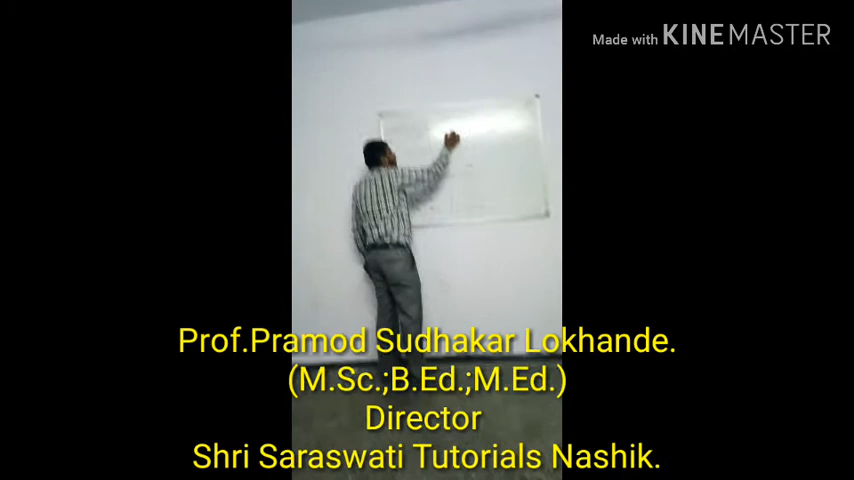 Made with KINEMASTER
Prof.Pramod Sudhakar Lokhande.
(M.Sc.;B.Ed.;M.Ed.)
Director
Shri Saraswati Tutorials Nashik.